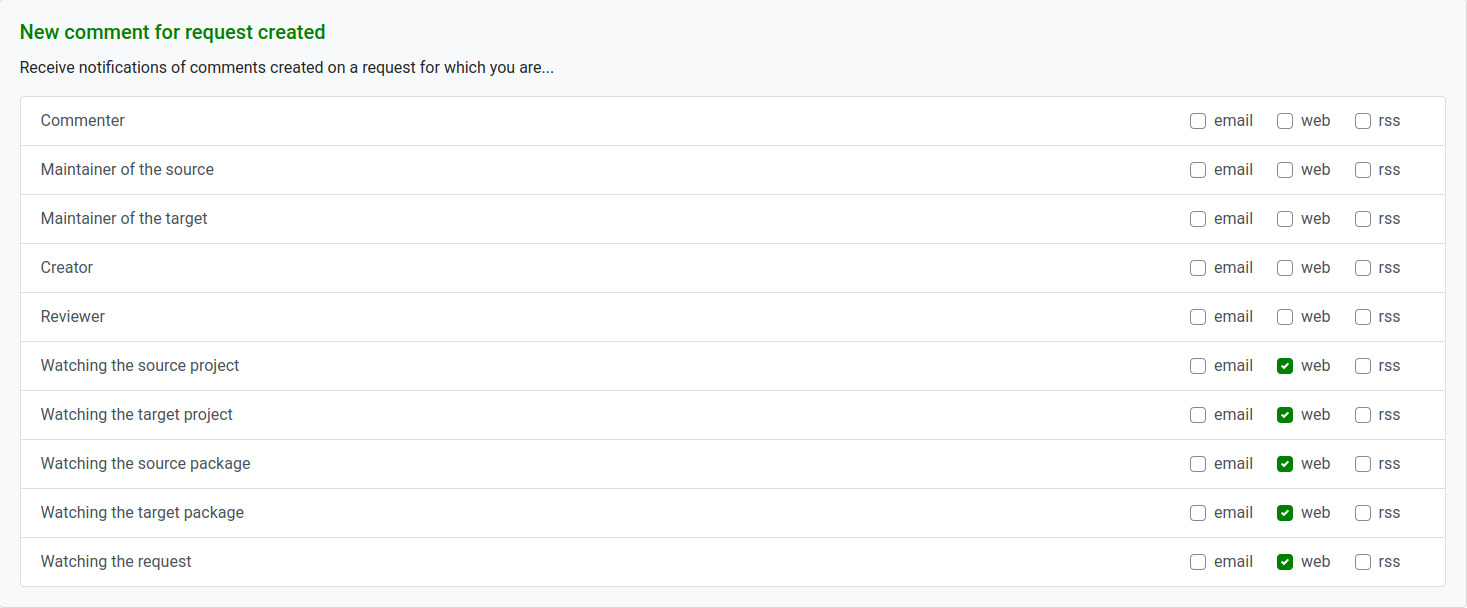 New comment for request created
Receive notifications of comments created on a request for which you are...
Commenter email web rss
Maintainer of the source email web rss
Maintainer of the target email web rss
Creator email web rss
Reviewer email web rss
Watching the source project email web rss
Watching the target project email web rss
Watching the source package email web rss
Watching the target package email web rss
Watching the request email web rss